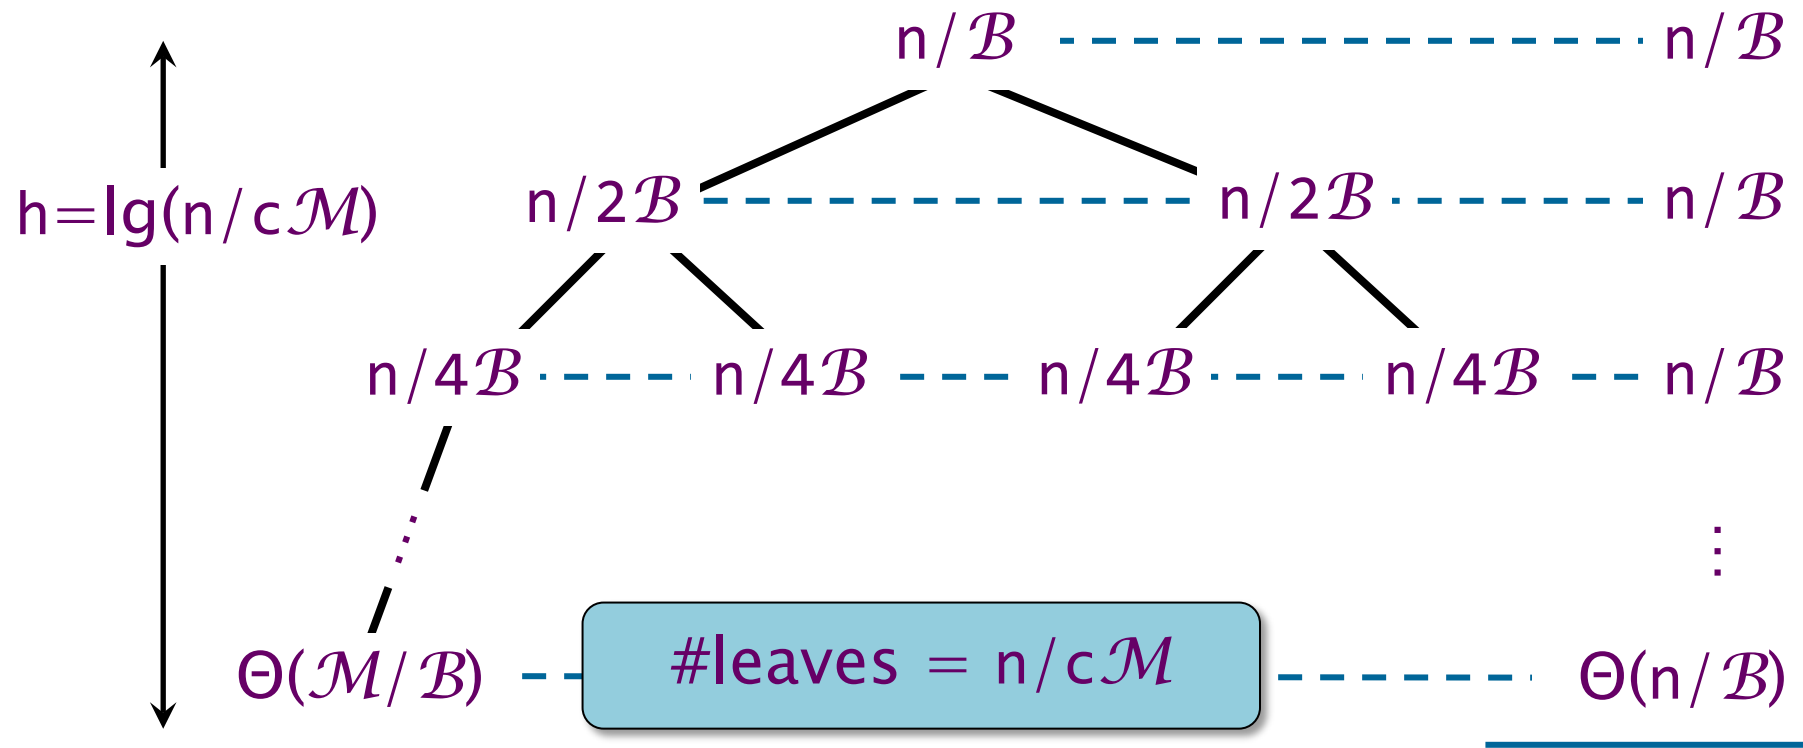 n/ℬ n/ℬ
h=lg(n/cℳ) n/2ℬ n/2ℬ n/ℬ
n/4ℬ n/4ℬ n/4ℬ n/4ℬ n/ℬ
⋮
Θ(ℳ/ℬ) #leaves = n/cℳ Θ(n/ℬ)